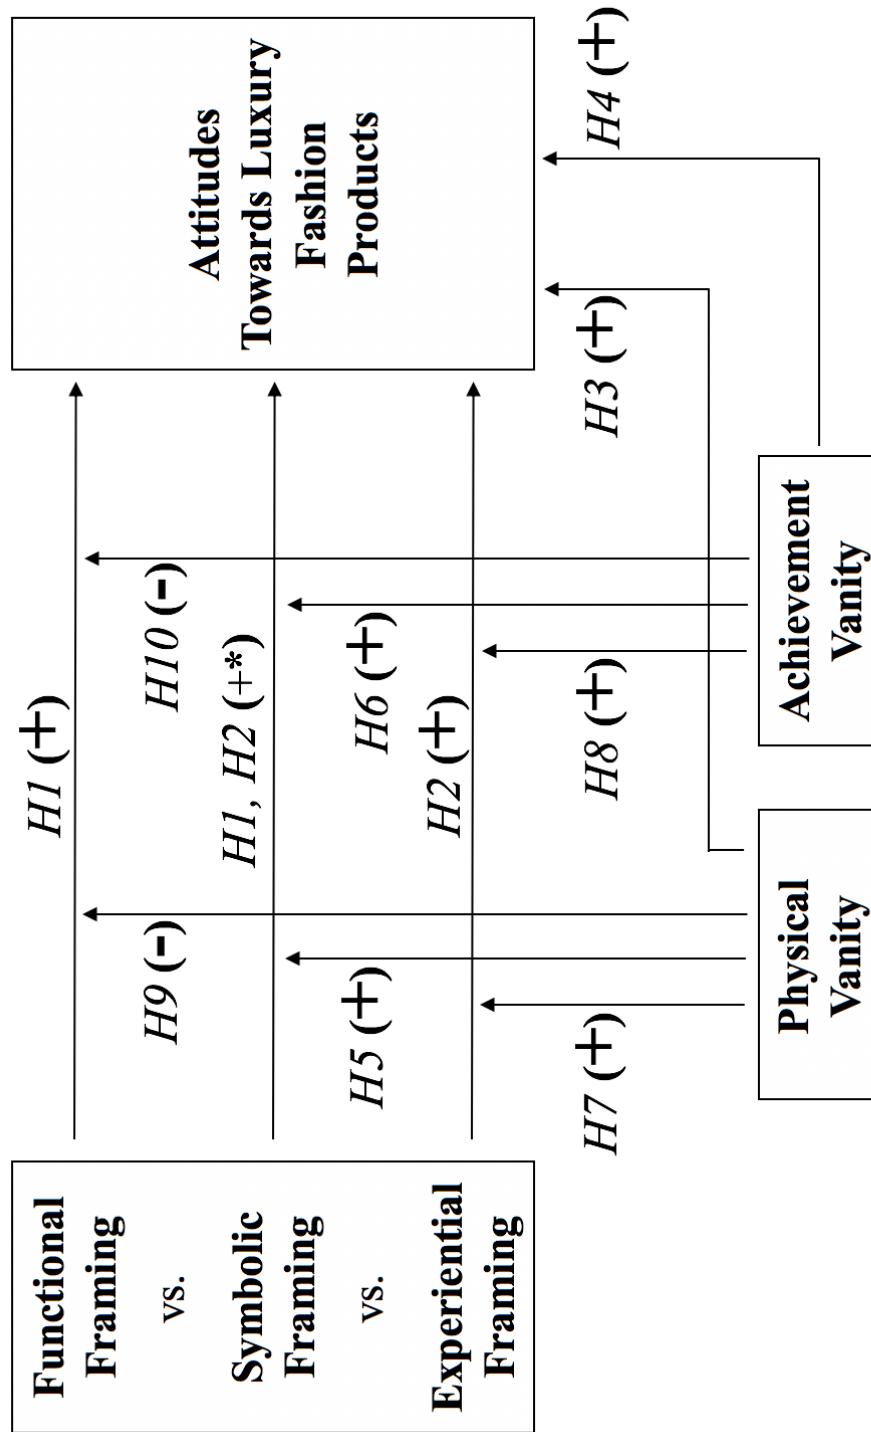 Functional
Framing
vs.
Symbolic
Framing
vs.
Experiential
Framing
H1 (+)
H9 (-)
H10 (-)
H1, H2 (+*)
H5 (+)
H6 (+)
H2 (+)
H7 (+)
H8 (+)
H3 (+)
H4 (+)
Attitudes
Towards Luxury
Fashion
Products
Physical
Vanity
Achievement
Vanity